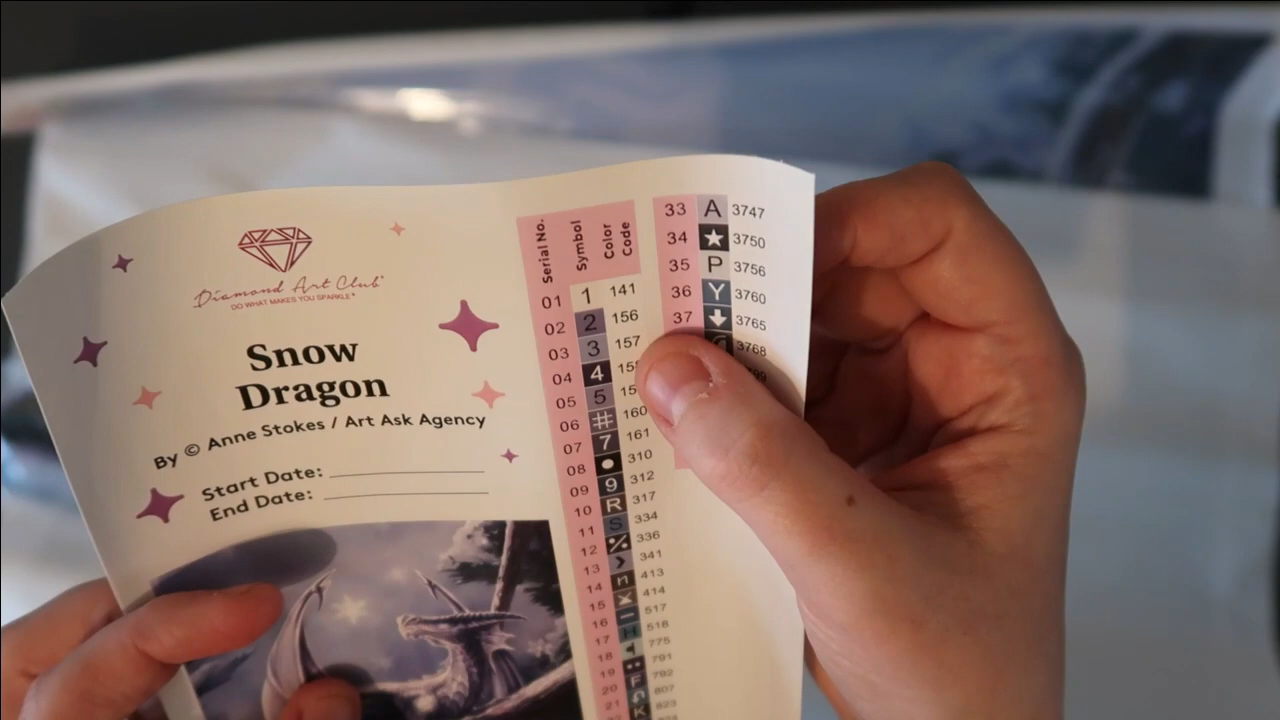 Diamond Art Club
DO WHAT MAKES YOU SPARKLE
Snow
Dragon
By © Anne Stokes / Art Ask Agency
Start Date:
End Date:
Serial No. Symbol Color Code
01 1 141
02 2 156
03 3 157
04 4
05 5
06 # 160
07 7 161
08 ● 310
09 9 312
10 R 317
11 S 334
12 ٪ 336
13 › 341
14 n 413
15 414
16 – 517
17 H 518
18 775
19 791
20 F 792
21 807
K 823
33 A 3747
34 ★ 3750
35 P 3756
36 Y 3760
37 ⬇ 3765
3768